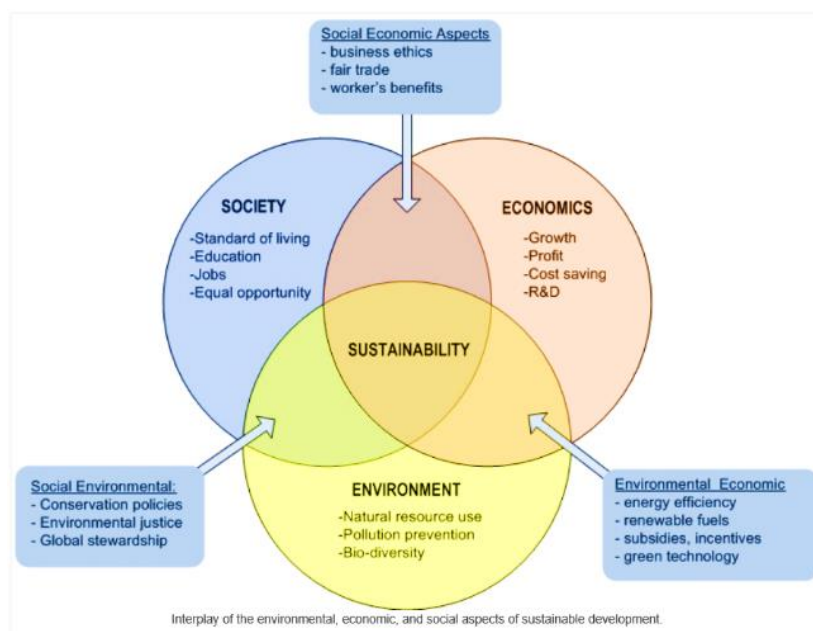 Social Economic Aspects
- business ethics
- fair trade
- worker's benefits
SOCIETY
-Standard of living
-Education
-Jobs
-Equal opportunity
ECONOMICS
-Growth
-Profit
-Cost saving
-R&D
SUSTAINABILITY
Social Environmental:
- Conservation policies
- Environmental justice
- Global stewardship
ENVIRONMENT
-Natural resource use
-Pollution prevention
-Bio-diversity
Environmental Economic
- energy efficiency
- renewable fuels
- subsidies, incentives
- green technology
Interplay of the environmental, economic, and social aspects of sustainable development.